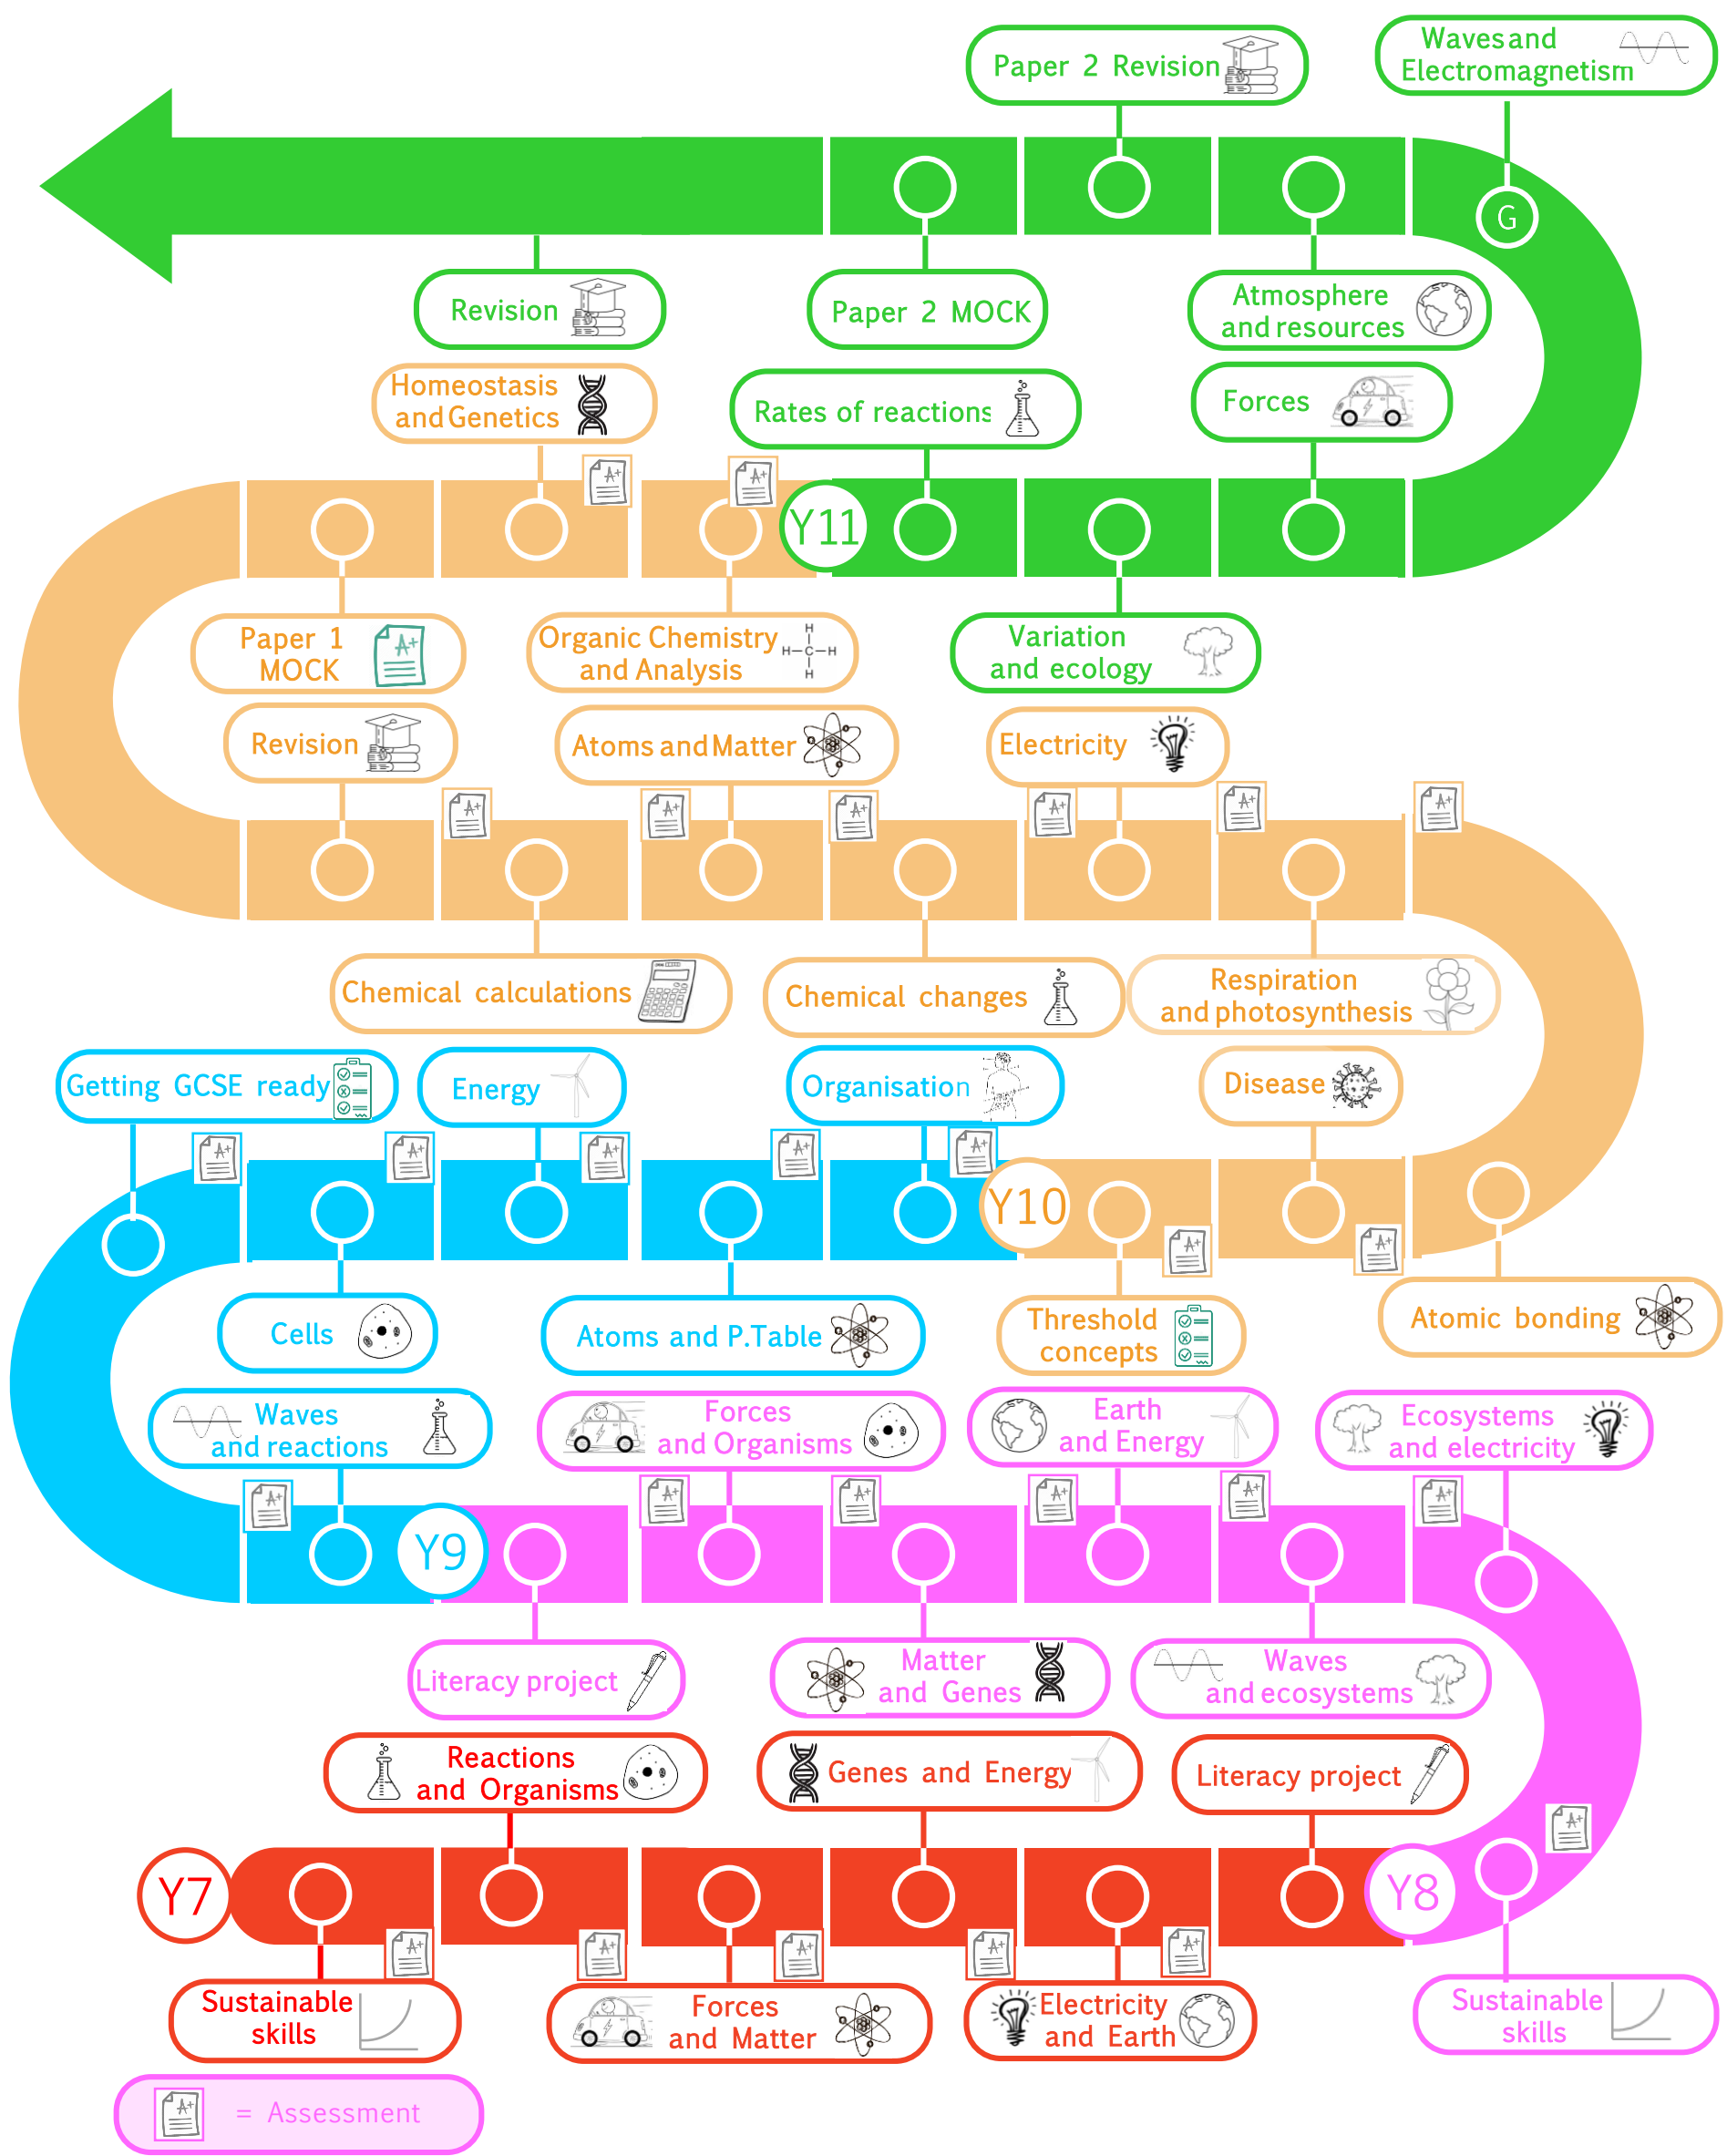 Paper 2 Revision
Waves and
Electromagnetism
G
Revision
Paper 2 MOCK
Atmosphere
and resources
Homeostasis
and Genetics
Rates of reactions
Forces
Y11
Paper 1
MOCK
Organic Chemistry
and Analysis
H
H-C-H
H
Variation
and ecology
Revision
Atoms and Matter
Electricity
Chemical calculations
Chemical changes
Respiration
and photosynthesis
Getting GCSE ready
Energy
Organisation
Disease
Y10
Cells
Atoms and P.Table
Threshold
concepts
Atomic bonding
Waves
and reactions
Forces
and Organisms
Earth
and Energy
Ecosystems
and electricity
Y9
Literacy project
Matter
and Genes
Waves
and ecosystems
Reactions
and Organisms
Genes and Energy
Literacy project
Y7
Y8
Sustainable
skills
Forces
and Matter
Electricity
and Earth
Sustainable
skills
A+ = Assessment